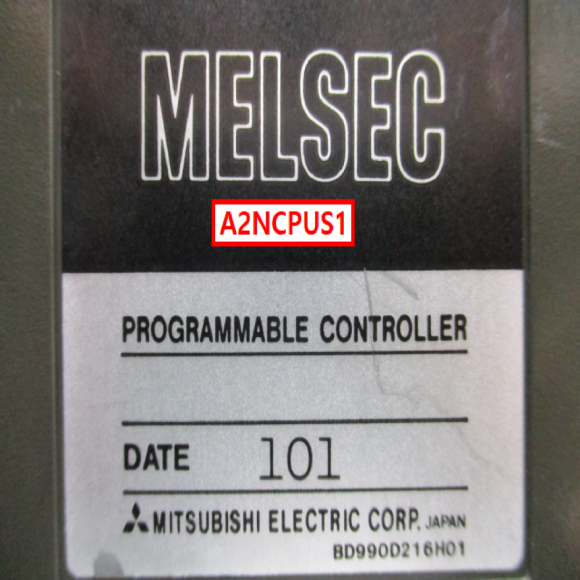 MELSEC
A2NCPUS1
PROGRAMMABLE CONTROLLER
DATE 101
MITSUBISHI ELECTRIC CORP. JAPAN
BD990D216H01